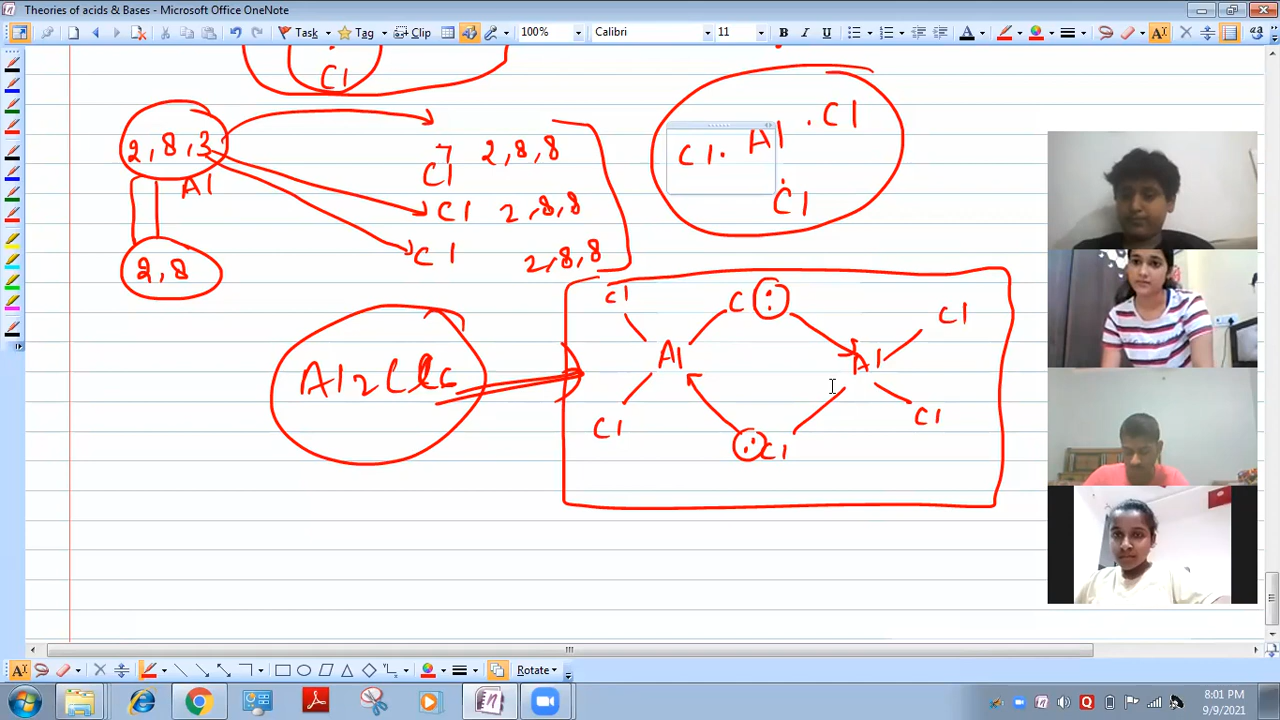 Theories of acids & Bases - Microsoft Office OneNote
Task
Tag
Clip
100%
Calibri
11
B I U
A
Cl
2,8,3
Al
2,8
7
Cl 2,8,8
Cl 2,8,8
Cl 2,8,8
Cl
Cl
Al
Cl
Al2Cl6
Cl
Al
Cl
C
:
Al
Cl
Cl
:
Cl
Rotate
8:01 PM
9/9/2021